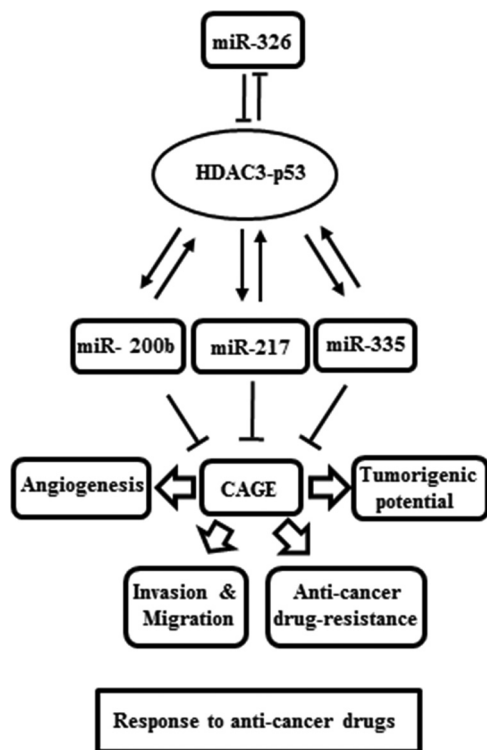 miR-326
HDAC3-p53
miR- 200b
miR-217
miR-335
Angiogenesis
CAGE
Tumorigenic
potential
Invasion &
Migration
Anti-cancer
drug-resistance
Response to anti-cancer drugs